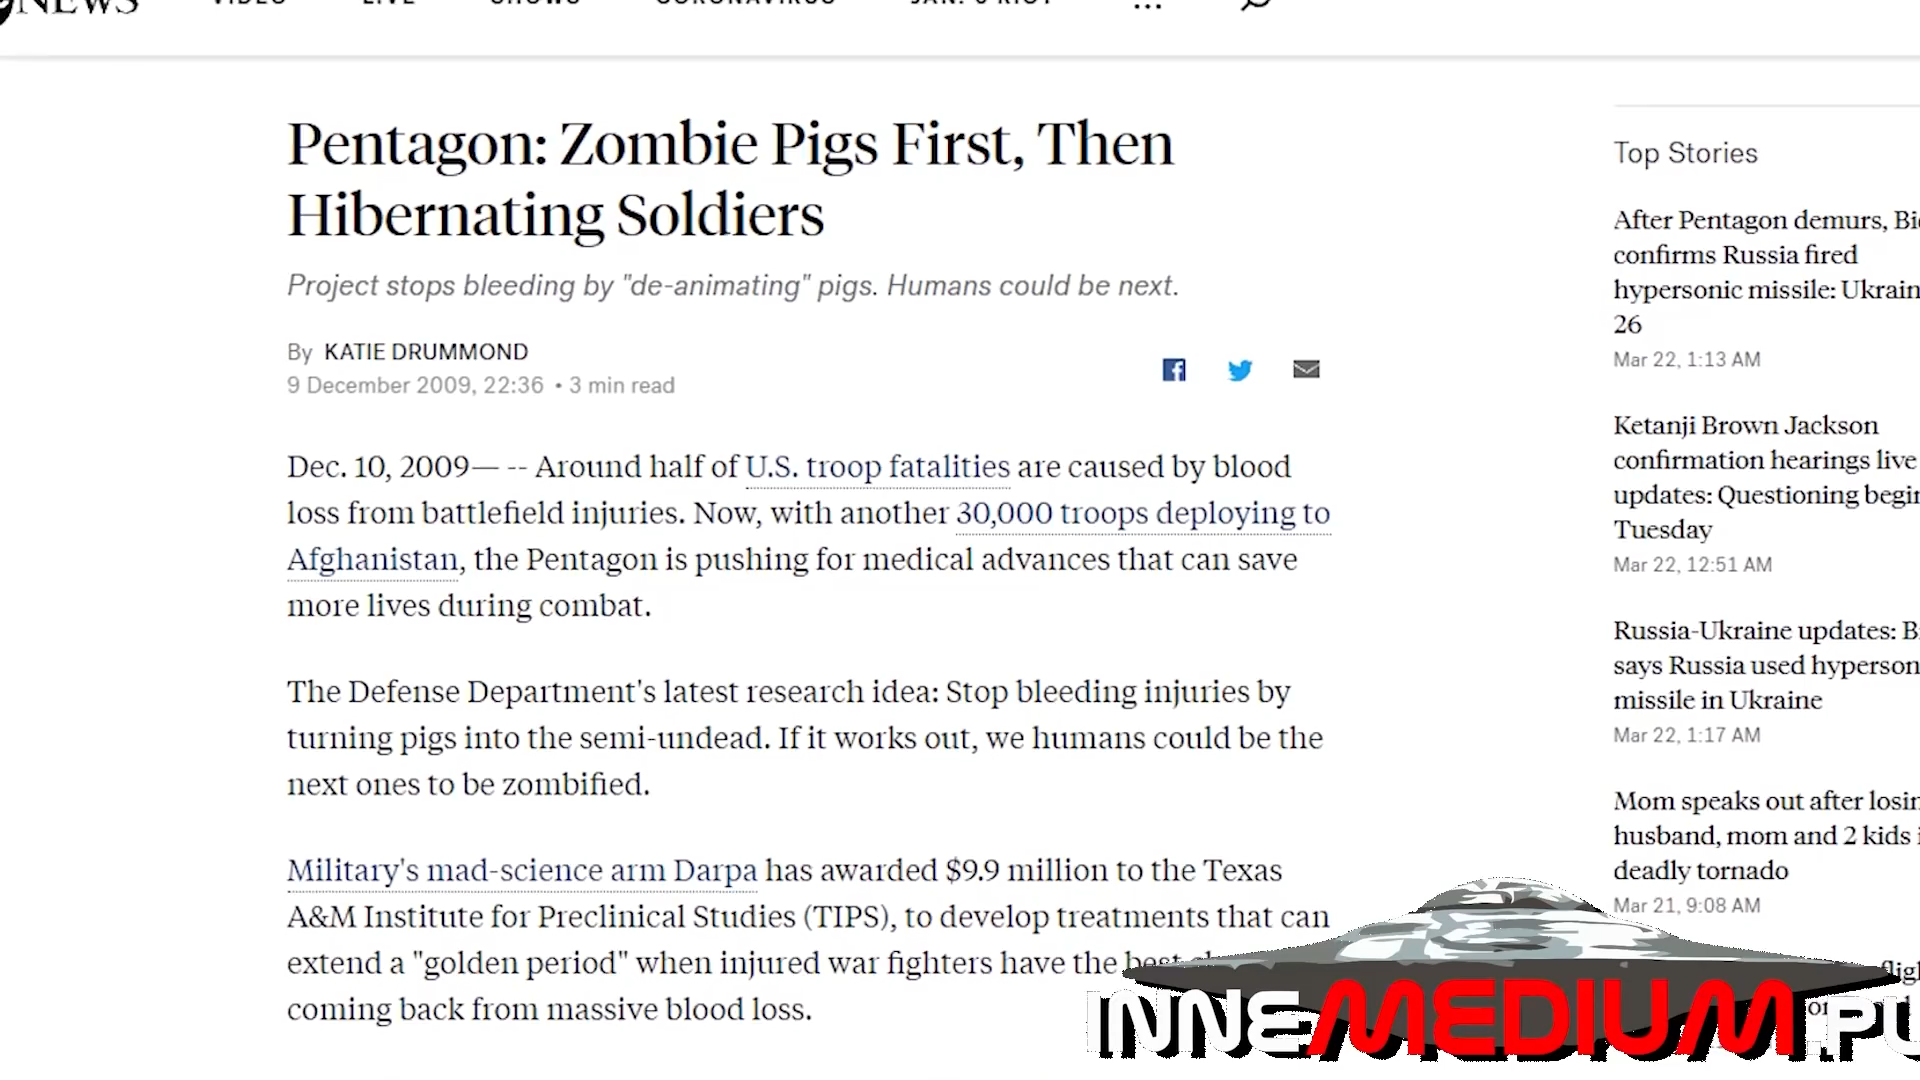 NEWS VIDEO LIVE SHOWS CORONAVIRUS JAN. 6 RIOT ...
Pentagon: Zombie Pigs First, Then
Hibernating Soldiers
Project stops bleeding by "de-animating" pigs. Humans could be next.
By KATIE DRUMMOND
9 December 2009, 22:36 • 3 min read
Dec. 10, 2009— -- Around half of U.S. troop fatalities are caused by blood
loss from battlefield injuries. Now, with another 30,000 troops deploying to
Afghanistan, the Pentagon is pushing for medical advances that can save
more lives during combat.
The Defense Department's latest research idea: Stop bleeding injuries by
turning pigs into the semi-undead. If it works out, we humans could be the
next ones to be zombified.
Military's mad-science arm Darpa has awarded $9.9 million to the Texas
A&M Institute for Preclinical Studies (TIPS), to develop treatments that can
extend a "golden period" when injured war fighters have the best
coming back from massive blood loss.
Top Stories
After Pentagon demurs,
confirms Russia fired
hypersonic missile:
26
Mar 22, 1:13 AM
Ketanji Brown Jackson
confirmation hearings live
updates: Questioning
Tuesday
Mar 22, 12:51 AM
Russia-Ukraine updates:
says Russia used
missile in Ukraine
Mar 22, 1:17 AM
Mom speaks out after
husband, mom and 2 kids
deadly tornado
Mar 21, 9:08 AM
INNEMEDIUM.PL